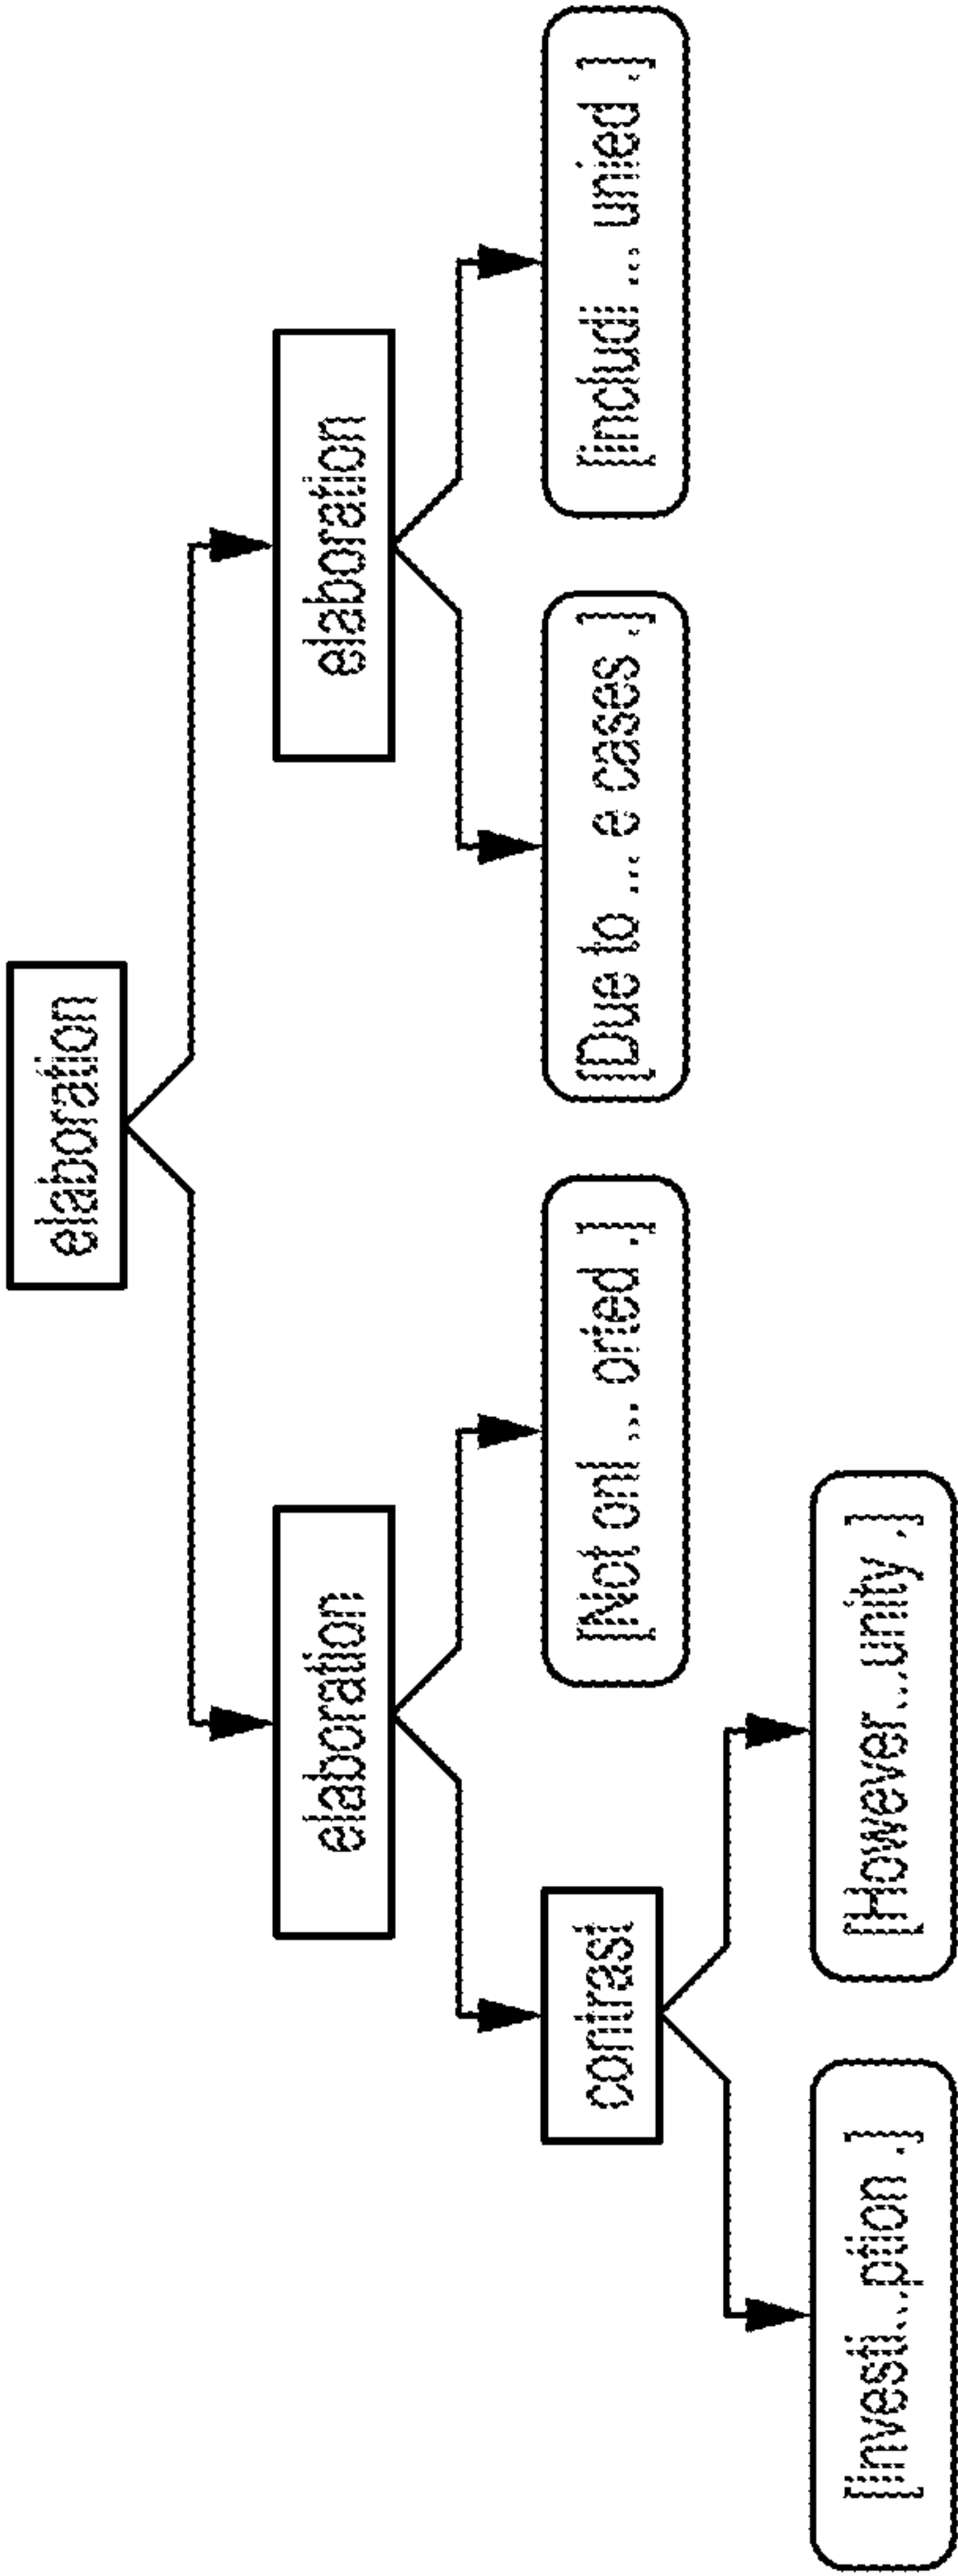 elaboration
elaboration
elaboration
contrast
[Not onl ... oried .]
[Due to ... e cases .]
[includi ... unied .]
[investi...ption .]
[However...unity ,]